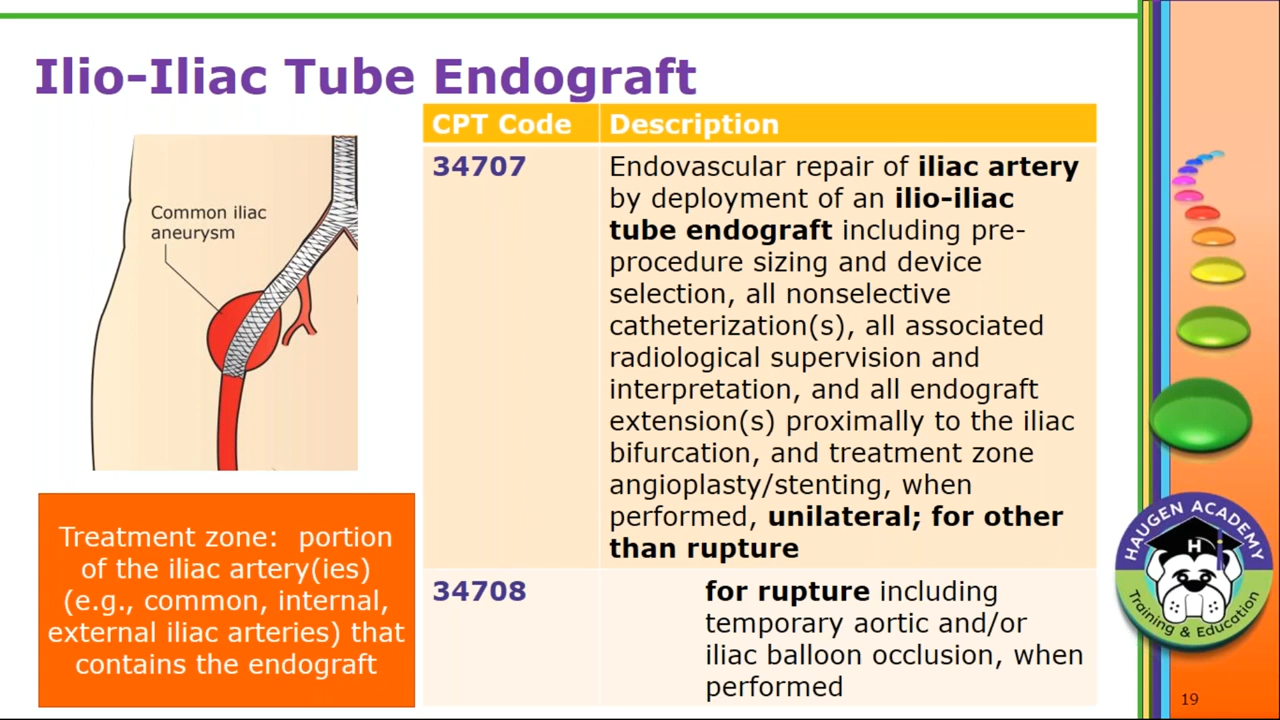 Ilio-Iliac Tube Endograft
Common iliac
aneurysm
Treatment zone: portion
of the iliac artery(ies)
(e.g., common, internal,
external iliac arteries) that
contains the endograft
CPT Code Description
34707 Endovascular repair of iliac artery
by deployment of an ilio-iliac
tube endograft including pre-
procedure sizing and device
selection, all nonselective
catheterization(s), all associated
radiological supervision and
interpretation, and all endograft
extension(s) proximally to the iliac
bifurcation, and treatment zone
angioplasty/stenting, when
performed, unilateral; for other
than rupture
34708 for rupture including
temporary aortic and/or
iliac balloon occlusion, when
performed
HAUGEN ACADEMY
H
Training & Education
19